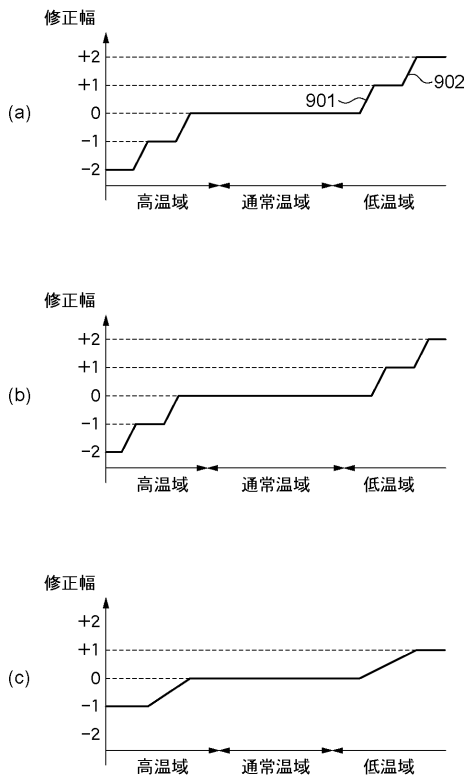 修正幅
+2
+1
0
-1
-2
(a)
901
902
高温域 通常温域 低温域
修正幅
+2
+1
0
-1
-2
(b)
高温域 通常温域 低温域
修正幅
+2
+1
0
-1
-2
(c)
高温域 通常温域 低温域